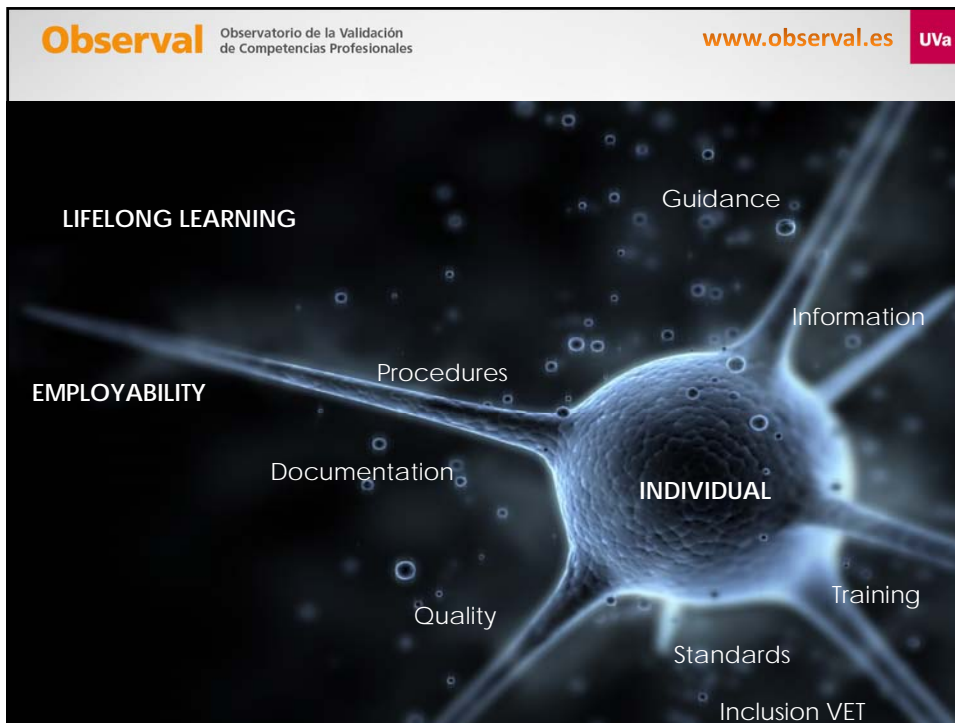 Observal
Observatorio de la Validación
de Competencias Profesionales
www.observal.es
UVa
Guidance
LIFELONG LEARNING
Information
Procedures
EMPLOYABILITY
Documentation
INDIVIDUAL
Training
Quality
Standards
Inclusion VET